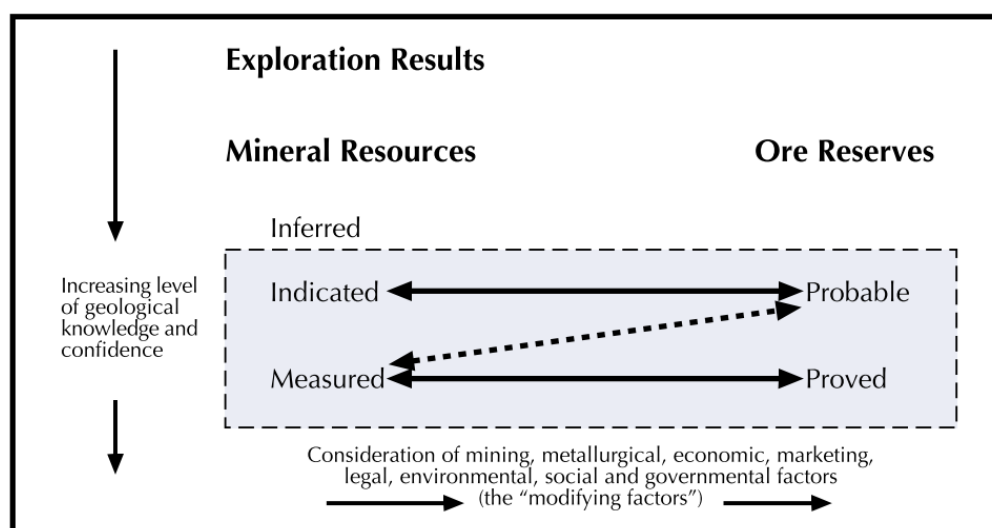 Exploration Results
Mineral Resources
Ore Reserves
Inferred
Increasing level
of geological
knowledge and
confidence
Indicated
Probable
Measured
Proved
Consideration of mining, metallurgical, economic, marketing,
legal, environmental, social and governmental factors
(the “modifying factors”)